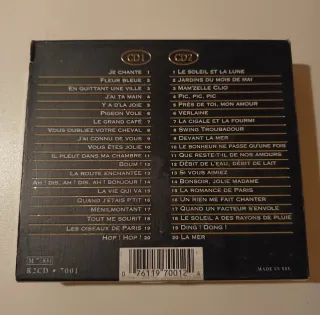 CD1
JE CHANTE 1
FLEUR BLEUE 2
EN QUITTANT UNE VILLE 3
J'AI TA MAIN 4
Y A D'LA JOIE 5
PIGEON VOLE 6
LE GRAND CAFÉ 7
VOUS OUBLIEZ VOTRE CHEVAL 8
J'AI CONNU DE VOUS 9
VOUS ÊTES JOLIE 10
IL PLEUT DANS MA CHAMBRE 11
BOUM ! 12
LA ROUTE ENCHANTÉE 13
AH ! DIS, AH ! DIS, AH ! BONJOUR ! 14
LA VIE QUI VA 15
QUAND J'ÉTAIS P'TIT 16
MÉNILMONTANT 17
TOUT ME SOURIT 18
LES OISEAUX DE PARIS 19
HOP ! HOP ! 20
CD2
1 LE SOLEIL ET LA LUNE
2 JARDINS DU MOIS DE MAI
3 MAM'ZELLE CLIO
4 PIC, PIC, PIC
5 PRÈS DE TOI, MON AMOUR
6 VERLAINE
7 LA CIGALE ET LA FOURMI
8 SWING TROUBADOUR
9 DEVANT LA MER
10 LE BONHEUR NE PASSE QU'UNE FOIS
11 QUE RESTE-T-IL DE NOS AMOURS
12 DÉBIT DE L'EAU, DÉBIT DE LAIT
13 SI VOUS AIMIEZ
14 BONSOIR, JOLIE MADAME
15 LA ROMANCE DE PARIS
16 UN RIEN ME FAIT CHANTER
17 QUAND UN FACTEUR S'ENVOLE
18 LE SOLEIL A DES RAYONS DE PLUIE
19 DING ! DONG !
20 LA MER
R2CD • 7001
0 76119 70012
MADE IN